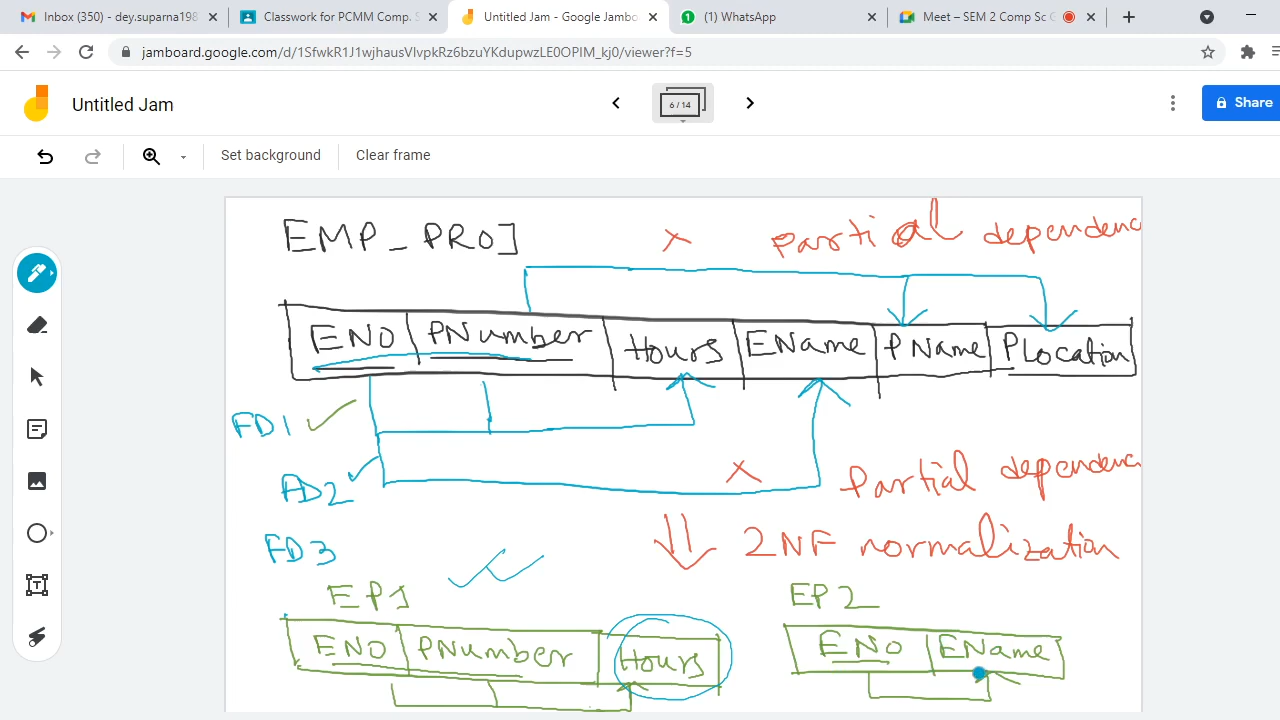 Inbox (350) - dey.suparna198
Classwork for PCMM Comp. S
Untitled Jam - Google Jambo
(1) WhatsApp
Meet – SEM 2 Comp Sc G
jamboard.google.com/d/1SfwkR1J1wjhausVlvpkRz6bzuYKdupwzLE0OPIM_kj0/viewer?f=5
Untitled Jam
6 / 14
Share
Set background
Clear frame
EMP_PROJ
x Partial dependenc
ENO PNumber Hours EName PName PLocation
FD1
FD2
x Partial dependenc
FD3
2NF normalization
EP1
EP2
ENO PNumber Hours
ENo EName